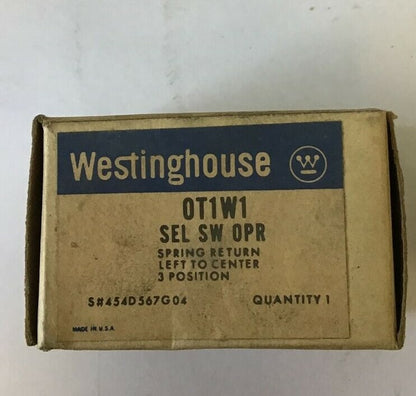 Westinghouse W
OT1W1
SEL SW OPR
SPRING RETURN
LEFT TO CENTER
3 POSITION
S#454D567G04 QUANTITY 1
MADE IN U.S.A.